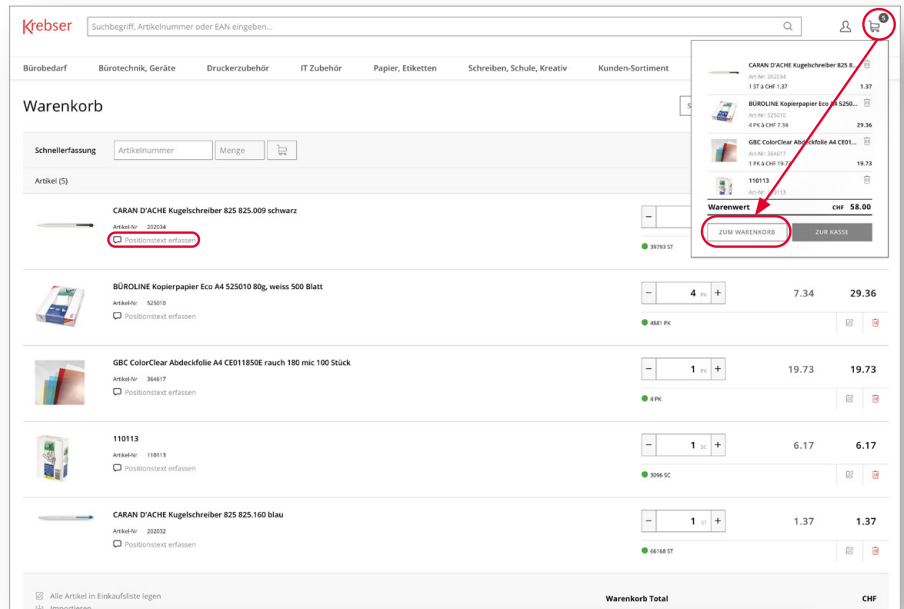 Krebser
Suchbegriff, Artikelnummer oder EAN eingeben...
5
Bürobedarf Bürotechnik, Geräte Druckerzubehör IT Zubehör Papier, Etiketten Schreiben, Schule, Kreativ Kunden-Sortiment
CARAN D'ACHE Kugelschreiber 825 8...
Art-Nr: 202034
1 ST à CHF 1.37 1.37
BÜROLINE Kopierpapier Eco A4 5250...
Art-Nr: 525010
4 PK à CHF 7.34 29.36
GBC ColorClear Abdeckfolie A4 CE01...
Art-Nr: 364617
1 PK à CHF 19.73 19.73
110113
Warenwert CHF 58.00
ZUM WARENKORB ZUR KASSE
Warenkorb
Schnellerfassung Artikelnummer Menge
Artikel (5)
CARAN D'ACHE Kugelschreiber 825 825.009 schwarz
Artikel-Nr 202034
Positionstext erfassen
39793 ST
BÜROLINE Kopierpapier Eco A4 525010 80g, weiss 500 Blatt
Artikel-Nr 525010
Positionstext erfassen
− 4 PK + 7.34 29.36
4881 PK
GBC ColorClear Abdeckfolie A4 CE011850E rauch 180 mic 100 Stück
Artikel-Nr 364617
Positionstext erfassen
− 1 PK + 19.73 19.73
4 PK
110113
Artikel-Nr 110113
Positionstext erfassen
− 1 SC + 6.17 6.17
3096 SC
CARAN D'ACHE Kugelschreiber 825 825.160 blau
Artikel-Nr 202032
Positionstext erfassen
− 1 ST + 1.37 1.37
66168 ST
Alle Artikel in Einkaufsliste legen
Importieren
Warenkorb Total CHF